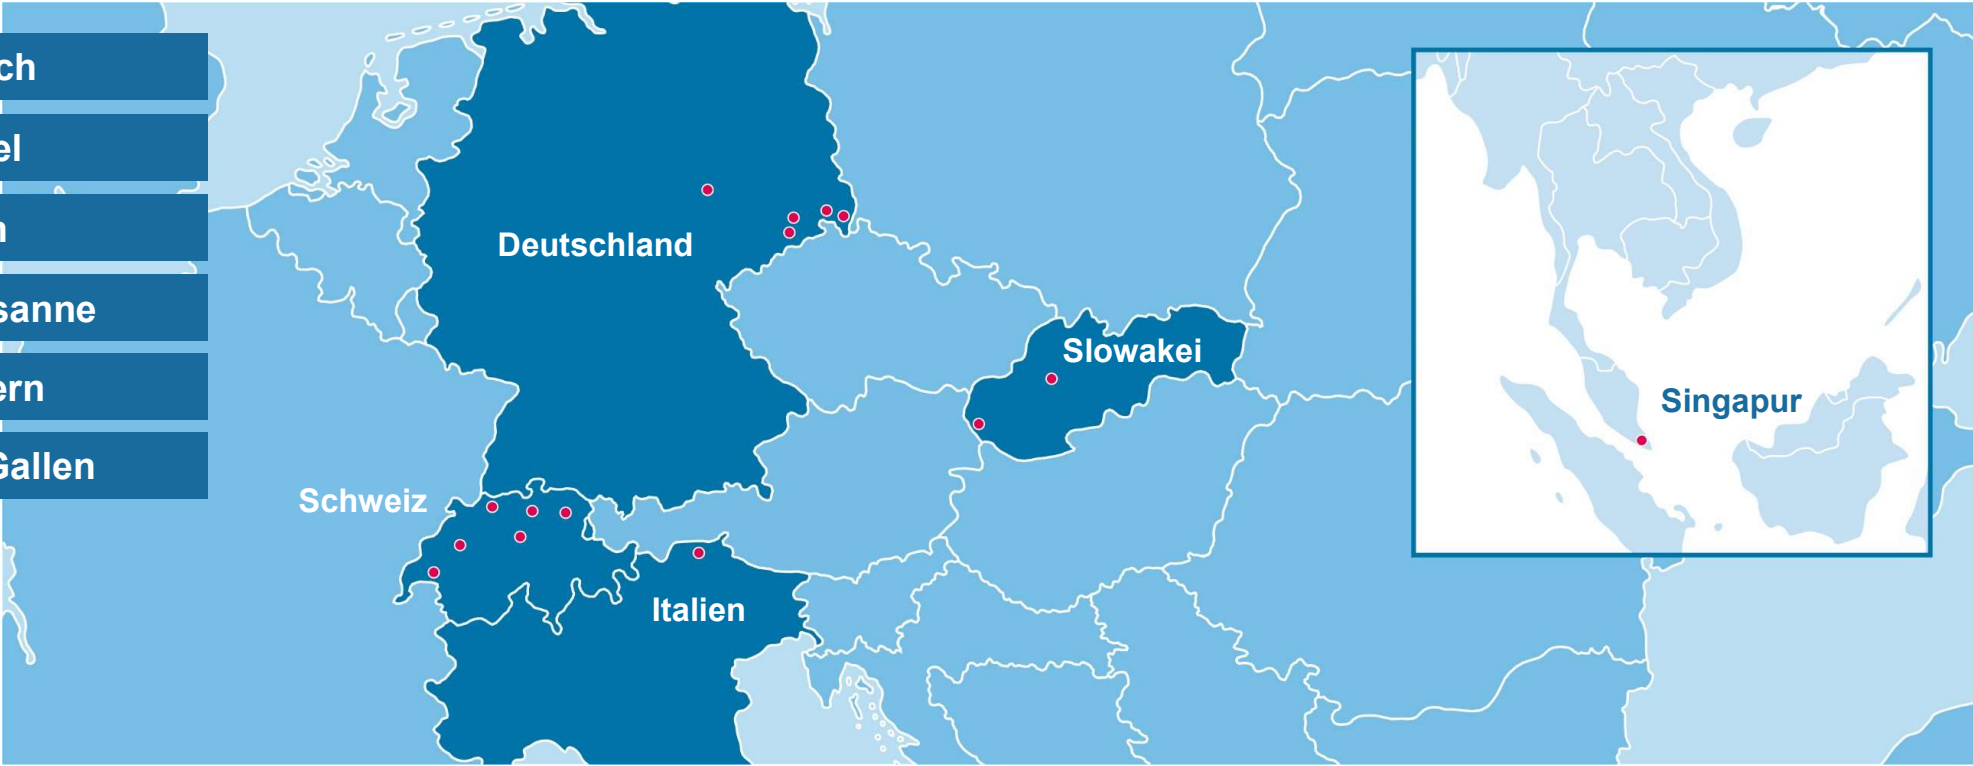 ch
el
n
sanne
ern
Gallen
Deutschland
Slowakei
Singapur
Schweiz
Italien